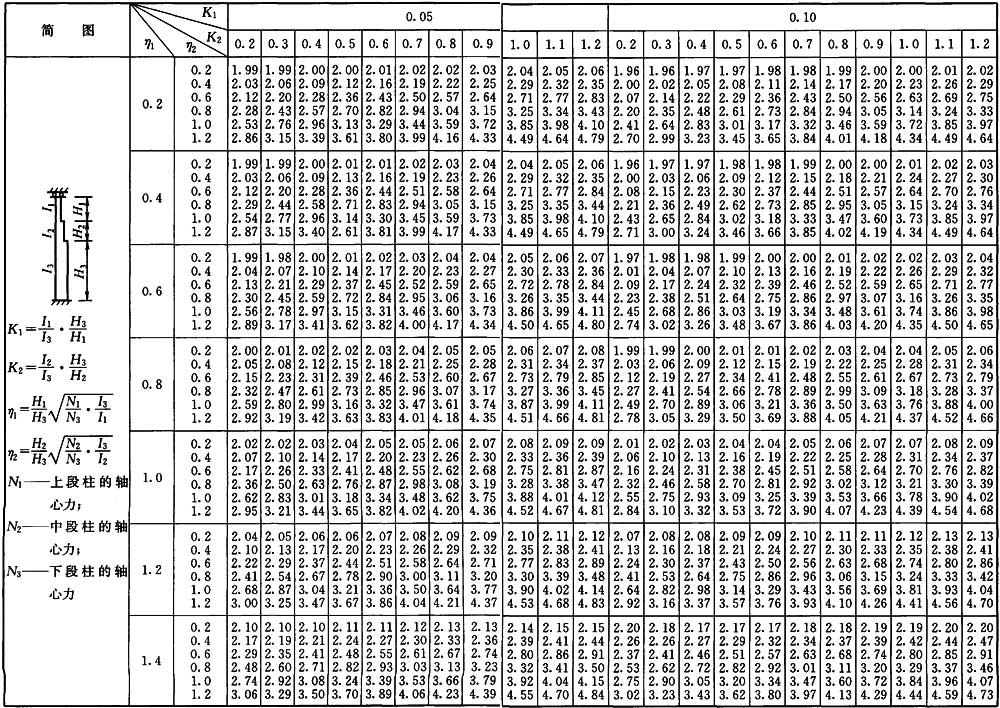 简 图
K1
K2
η1
η2
0.05
0.10
0.2 0.3 0.4 0.5 0.6 0.7 0.8 0.9 1.0 1.1 1.2 0.2 0.3 0.4 0.5 0.6 0.7 0.8 0.9 1.0 1.1 1.2
I1 H1
I2 H2
I3 H3
K1=I1/I3·H3/H1
K2=I2/I3·H3/H2
η1=H1/H3√(N1/N3·I3/I1)
η2=H2/H3√(N2/N3·I3/I2)
N1——上段柱的轴
心力;
N2——中段柱的轴
心力;
N3——下段柱的轴
心力
0.2
0.2 1.99 1.99 2.00 2.00 2.01 2.02 2.02 2.03 2.04 2.05 2.06 1.96 1.96 1.97 1.97 1.98 1.98 1.99 2.00 2.00 2.01 2.02
0.4 2.03 2.06 2.09 2.12 2.16 2.19 2.22 2.25 2.29 2.32 2.35 2.00 2.02 2.05 2.08 2.11 2.14 2.17 2.20 2.23 2.26 2.29
0.6 2.12 2.20 2.28 2.36 2.43 2.50 2.57 2.64 2.71 2.77 2.83 2.07 2.14 2.22 2.29 2.36 2.43 2.50 2.56 2.63 2.69 2.75
0.8 2.28 2.43 2.57 2.70 2.82 2.94 3.04 3.15 3.25 3.34 3.43 2.20 2.35 2.48 2.61 2.73 2.84 2.94 3.05 3.14 3.24 3.33
1.0 2.53 2.76 2.96 3.13 3.29 3.44 3.59 3.72 3.85 3.98 4.10 2.41 2.64 2.83 3.01 3.17 3.32 3.46 3.59 3.72 3.85 3.97
1.2 2.86 3.15 3.39 3.61 3.80 3.99 4.16 4.33 4.49 4.64 4.79 2.70 2.99 3.23 3.45 3.65 3.84 4.01 4.18 4.34 4.49 4.64
0.4
0.2 1.99 1.99 2.00 2.01 2.01 2.02 2.03 2.04 2.04 2.05 2.06 1.96 1.97 1.97 1.98 1.98 1.99 2.00 2.00 2.01 2.02 2.03
0.4 2.03 2.06 2.09 2.13 2.16 2.19 2.23 2.26 2.29 2.32 2.35 2.00 2.03 2.06 2.09 2.12 2.15 2.18 2.21 2.24 2.27 2.30
0.6 2.12 2.20 2.28 2.36 2.44 2.51 2.58 2.64 2.71 2.77 2.84 2.08 2.15 2.23 2.30 2.37 2.44 2.51 2.57 2.64 2.70 2.76
0.8 2.29 2.44 2.58 2.71 2.83 2.94 3.05 3.15 3.25 3.35 3.44 2.21 2.36 2.49 2.62 2.73 2.85 2.95 3.05 3.15 3.24 3.34
1.0 2.54 2.77 2.96 3.14 3.30 3.45 3.59 3.73 3.85 3.98 4.10 2.43 2.65 2.84 3.02 3.18 3.33 3.47 3.60 3.73 3.85 3.97
1.2 2.87 3.15 3.40 3.61 3.81 3.99 4.17 4.33 4.49 4.65 4.79 2.71 3.00 3.24 3.46 3.66 3.85 4.02 4.19 4.34 4.49 4.64
0.6
0.2 1.99 1.98 2.00 2.01 2.02 2.03 2.04 2.04 2.05 2.06 2.07 1.97 1.98 1.98 1.99 2.00 2.00 2.01 2.02 2.02 2.03 2.04
0.4 2.04 2.07 2.10 2.14 2.17 2.20 2.23 2.27 2.30 2.33 2.36 2.01 2.04 2.07 2.10 2.13 2.16 2.19 2.22 2.26 2.29 2.32
0.6 2.13 2.21 2.29 2.37 2.45 2.52 2.59 2.65 2.72 2.78 2.84 2.09 2.17 2.24 2.32 2.39 2.46 2.52 2.59 2.65 2.71 2.77
0.8 2.30 2.45 2.59 2.72 2.84 2.95 3.06 3.16 3.26 3.35 3.44 2.23 2.38 2.51 2.64 2.75 2.86 2.97 3.07 3.16 3.26 3.35
1.0 2.56 2.78 2.97 3.15 3.31 3.46 3.60 3.73 3.86 3.99 4.11 2.45 2.68 2.86 3.03 3.19 3.34 3.48 3.61 3.74 3.86 3.98
1.2 2.89 3.17 3.41 3.62 3.82 4.00 4.17 4.34 4.50 4.65 4.80 2.74 3.02 3.26 3.48 3.67 3.86 4.03 4.20 4.35 4.50 4.65
0.8
0.2 2.00 2.01 2.02 2.02 2.03 2.04 2.05 2.05 2.06 2.07 2.08 1.99 1.99 2.00 2.01 2.01 2.02 2.03 2.04 2.04 2.05 2.06
0.4 2.05 2.08 2.12 2.15 2.18 2.21 2.25 2.28 2.31 2.34 2.37 2.03 2.06 2.09 2.12 2.15 2.19 2.22 2.25 2.28 2.31 2.34
0.6 2.15 2.23 2.31 2.39 2.46 2.53 2.60 2.67 2.73 2.79 2.85 2.12 2.19 2.27 2.34 2.41 2.48 2.55 2.61 2.67 2.73 2.79
0.8 2.32 2.47 2.61 2.73 2.85 2.96 3.07 3.17 3.27 3.36 3.45 2.27 2.41 2.54 2.66 2.78 2.89 2.99 3.09 3.18 3.28 3.37
1.0 2.59 2.80 2.99 3.16 3.32 3.47 3.61 3.74 3.87 3.99 4.11 2.49 2.70 2.89 3.06 3.21 3.36 3.50 3.63 3.76 3.88 4.00
1.2 2.92 3.19 3.42 3.63 3.83 4.01 4.18 4.35 4.51 4.66 4.81 2.78 3.05 3.29 3.50 3.69 3.88 4.05 4.21 4.37 4.52 4.66
1.0
0.2 2.02 2.02 2.03 2.04 2.05 2.05 2.06 2.07 2.08 2.09 2.09 2.01 2.02 2.03 2.04 2.04 2.05 2.06 2.07 2.07 2.08 2.09
0.4 2.07 2.10 2.14 2.17 2.20 2.23 2.26 2.30 2.33 2.36 2.39 2.06 2.10 2.13 2.16 2.19 2.22 2.25 2.28 2.31 2.34 2.37
0.6 2.17 2.26 2.33 2.41 2.48 2.55 2.62 2.68 2.75 2.81 2.87 2.16 2.24 2.31 2.38 2.45 2.51 2.58 2.64 2.70 2.76 2.82
0.8 2.36 2.50 2.63 2.76 2.87 2.98 3.08 3.19 3.28 3.38 3.47 2.32 2.46 2.58 2.70 2.81 2.92 3.02 3.12 3.21 3.30 3.39
1.0 2.62 2.83 3.01 3.18 3.34 3.48 3.62 3.75 3.88 4.01 4.12 2.55 2.75 2.93 3.09 3.25 3.39 3.53 3.66 3.78 3.90 4.02
1.2 2.95 3.21 3.44 3.65 3.82 4.02 4.20 4.36 4.52 4.67 4.81 2.84 3.10 3.32 3.53 3.72 3.90 4.07 4.23 4.39 4.54 4.68
1.2
0.2 2.04 2.05 2.06 2.06 2.07 2.08 2.09 2.09 2.10 2.11 2.12 2.07 2.08 2.08 2.09 2.09 2.10 2.11 2.11 2.12 2.13 2.13
0.4 2.10 2.13 2.17 2.20 2.23 2.26 2.29 2.32 2.35 2.38 2.41 2.13 2.16 2.18 2.21 2.24 2.27 2.30 2.33 2.35 2.38 2.41
0.6 2.22 2.29 2.37 2.44 2.51 2.58 2.64 2.71 2.77 2.83 2.89 2.24 2.30 2.37 2.43 2.50 2.56 2.63 2.68 2.74 2.80 2.86
0.8 2.41 2.54 2.67 2.78 2.90 3.00 3.11 3.20 3.30 3.39 3.48 2.41 2.53 2.64 2.75 2.86 2.96 3.06 3.15 3.24 3.33 3.42
1.0 2.68 2.87 3.04 3.21 3.36 3.50 3.64 3.77 3.90 4.02 4.14 2.64 2.82 2.98 3.14 3.29 3.43 3.56 3.69 3.81 3.93 4.04
1.2 3.00 3.25 3.47 3.67 3.86 4.04 4.21 4.37 4.53 4.68 4.83 2.92 3.16 3.37 3.57 3.76 3.93 4.10 4.26 4.41 4.56 4.70
1.4
0.2 2.10 2.10 2.10 2.11 2.11 2.12 2.13 2.13 2.14 2.15 2.15 2.20 2.18 2.17 2.17 2.17 2.18 2.18 2.19 2.19 2.20 2.20
0.4 2.17 2.19 2.21 2.24 2.27 2.30 2.33 2.36 2.39 2.41 2.44 2.26 2.26 2.27 2.29 2.32 2.34 2.37 2.39 2.42 2.44 2.47
0.6 2.29 2.35 2.41 2.48 2.55 2.61 2.67 2.74 2.80 2.86 2.91 2.37 2.41 2.46 2.51 2.57 2.63 2.68 2.74 2.80 2.85 2.91
0.8 2.48 2.60 2.71 2.82 2.93 3.03 3.13 3.23 3.32 3.41 3.50 2.53 2.62 2.72 2.82 2.92 3.01 3.11 3.20 3.29 3.37 3.46
1.0 2.74 2.92 3.08 3.24 3.39 3.53 3.66 3.79 3.92 4.04 4.15 2.75 2.90 3.05 3.20 3.34 3.47 3.60 3.72 3.84 3.96 4.07
1.2 3.06 3.29 3.50 3.70 3.89 4.06 4.23 4.39 4.55 4.70 4.84 3.02 3.23 3.43 3.62 3.80 3.97 4.13 4.29 4.44 4.59 4.73